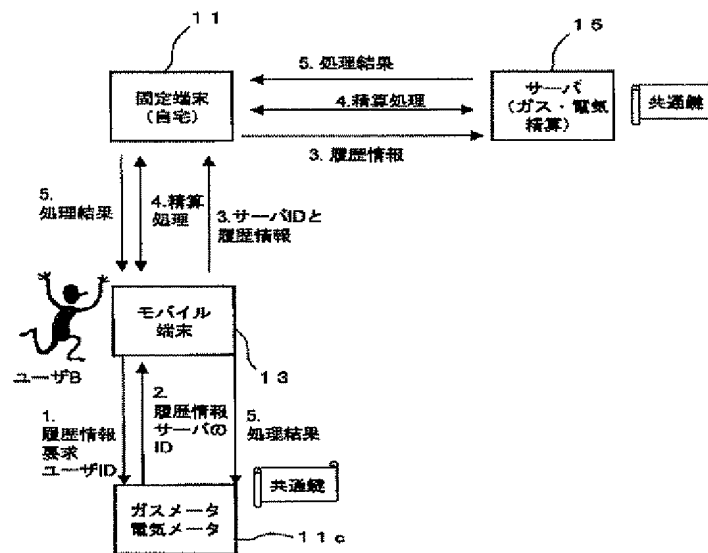 11
15
5. 処理結果
固定端末
(自宅)
4.精算処理
サーバ
(ガス・電気
精算)
共通鍵
3. 履歴情報
5.
処理結果
4.精算
処理
3.サーバIDと
履歴情報
モバイル
端末
ユーザB
13
1.
履歴情報
要求
ユーザID
2.
履歴情報
サーバの
ID
5.
処理結果
共通鍵
ガスメータ
電気メータ
11c